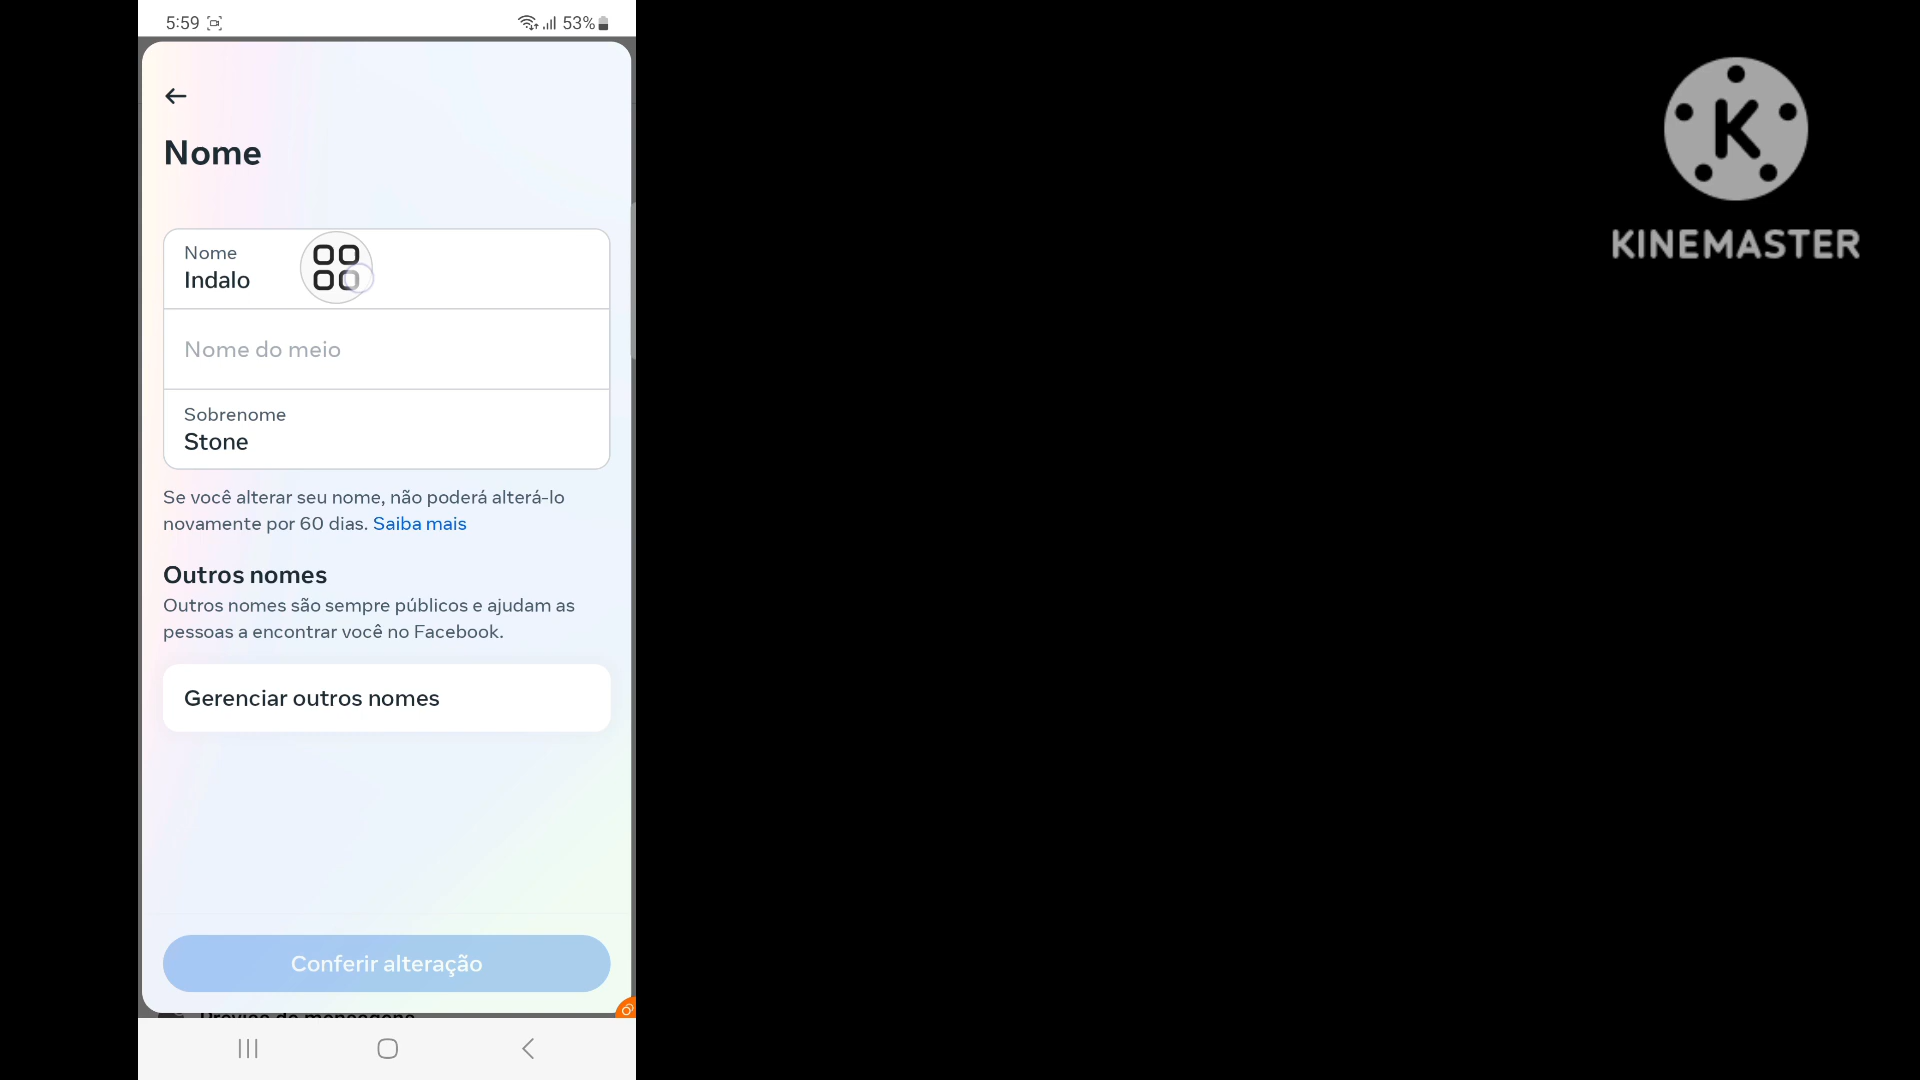 5:59
53%
Nome
Nome
Indalo
Nome do meio
Sobrenome
Stone
Se você alterar seu nome, não poderá alterá-lo
novamente por 60 dias. Saiba mais
Outros nomes
Outros nomes são sempre públicos e ajudam as
pessoas a encontrar você no Facebook.
Gerenciar outros nomes
Conferir alteração
K
KINEMASTER